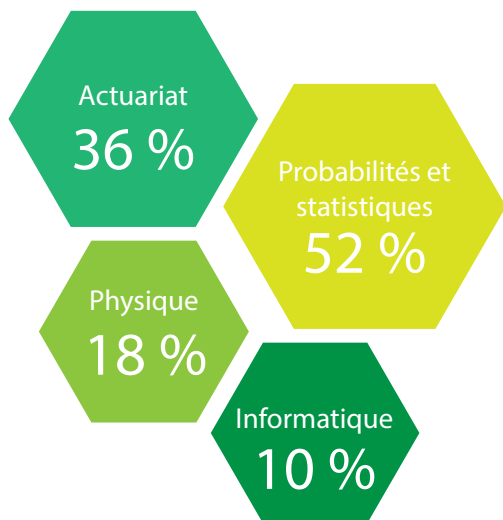 Actuariat
36 %
Probabilités et
statistiques
52 %
Physique
18 %
Informatique
10 %